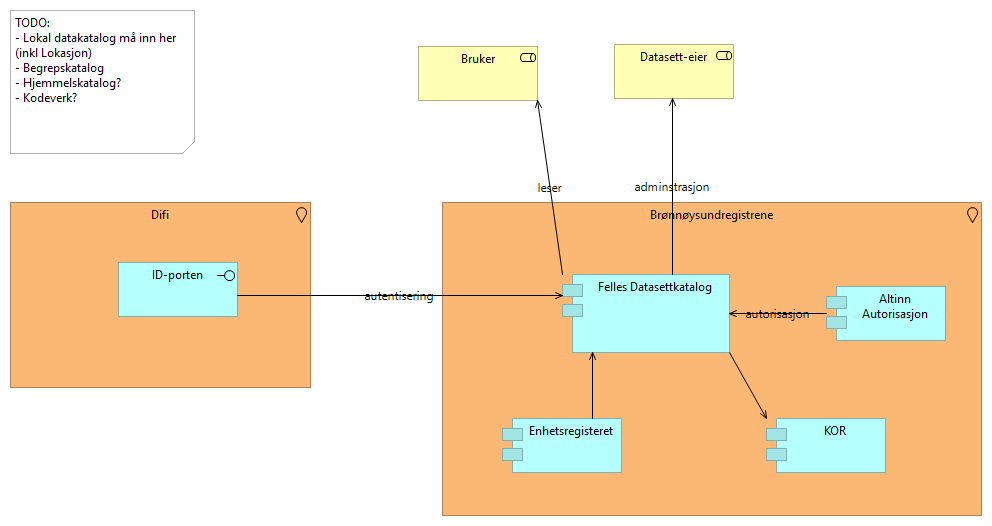 TODO:
- Lokal datakatalog må inn her
(inkl Lokasjon)
- Begrepskatalog
- Hjemmelskatalog?
- Kodeverk?
Bruker
Datasett-eier
leser
adminstrasjon
Difi
Brønnøysundregistrene
ID-porten
autentisering
Felles Datasettkatalog
autorisasjon
Altinn
Autorisasjon
Enhetsregisteret
KOR